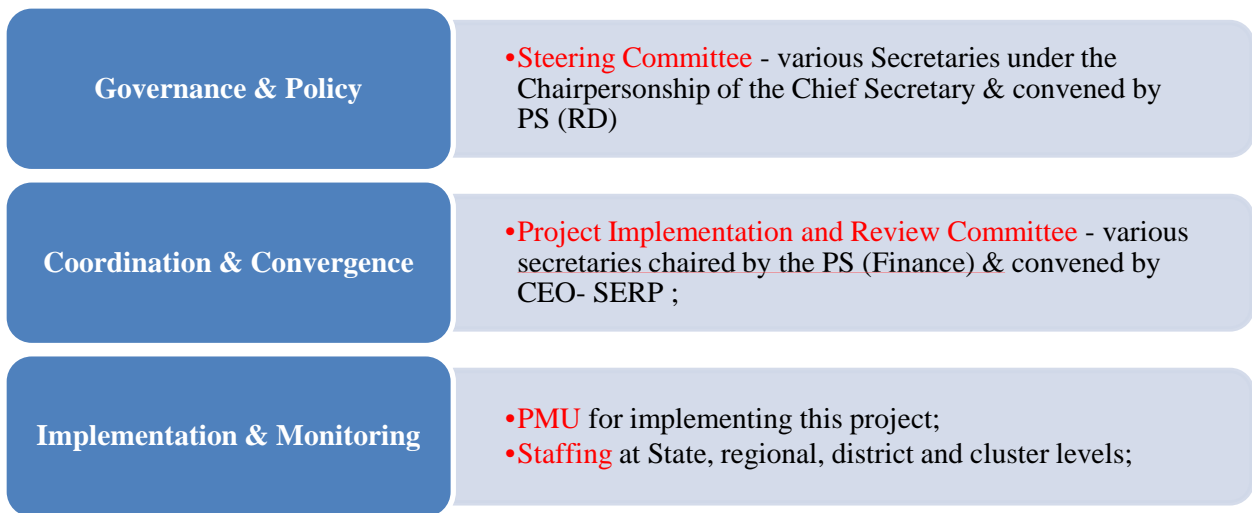 Governance & Policy
•Steering Committee - various Secretaries under the
Chairpersonship of the Chief Secretary & convened by
PS (RD)
Coordination & Convergence
•Project Implementation and Review Committee - various
secretaries chaired by the PS (Finance) & convened by
CEO- SERP ;
Implementation & Monitoring
•PMU for implementing this project;
•Staffing at State, regional, district and cluster levels;